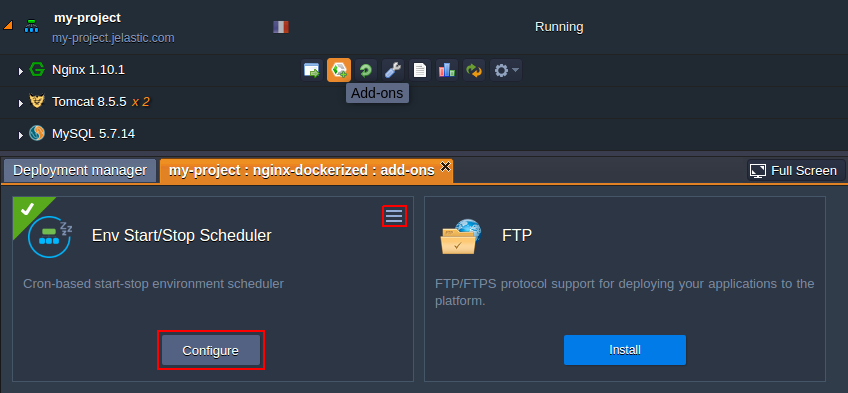 my-project
my-project.jelastic.com
Running
Nginx 1.10.1
Add-ons
Tomcat 8.5.5 x 2
MySQL 5.7.14
Deployment manager
my-project : nginx-dockerized : add-ons
Full Screen
Env Start/Stop Scheduler
Cron-based start-stop environment scheduler
Configure
FTP
FTP/FTPS protocol support for deploying your applications to the
platform.
Install